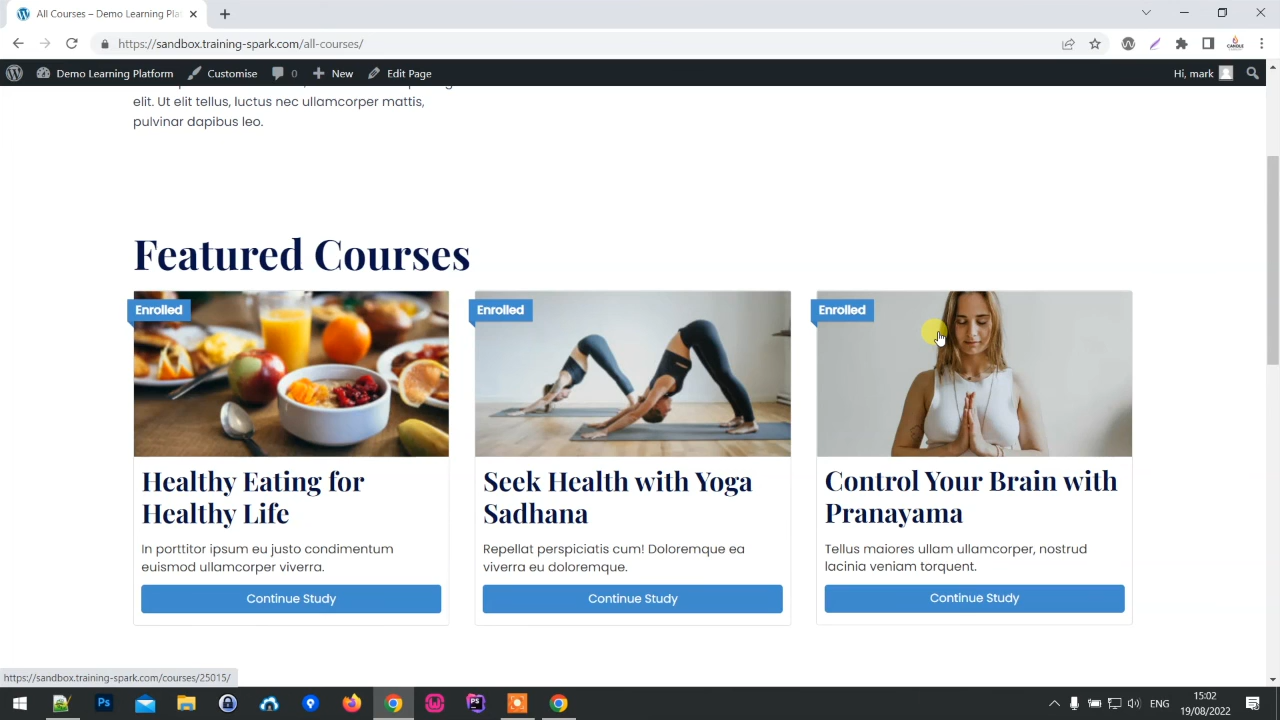 All Courses – Demo Learning Pla
https://sandbox.training-spark.com/all-courses/
Demo Learning Platform Customise 0 New Edit Page Hi, mark
elit. Ut elit tellus, luctus nec ullamcorper mattis,
pulvinar dapibus leo.
Featured Courses
Enrolled
Healthy Eating for
Healthy Life
In porttitor ipsum eu justo condimentum
euismod ullamcorper viverra.
Continue Study
Enrolled
Seek Health with Yoga
Sadhana
Repellat perspiciatis cum! Doloremque ea
viverra eu doloremque.
Continue Study
Enrolled
Control Your Brain with
Pranayama
Tellus maiores ullam ullamcorper, nostrud
lacinia veniam torquent.
Continue Study
https://sandbox.training-spark.com/courses/25015/
ENG
15:02
19/08/2022